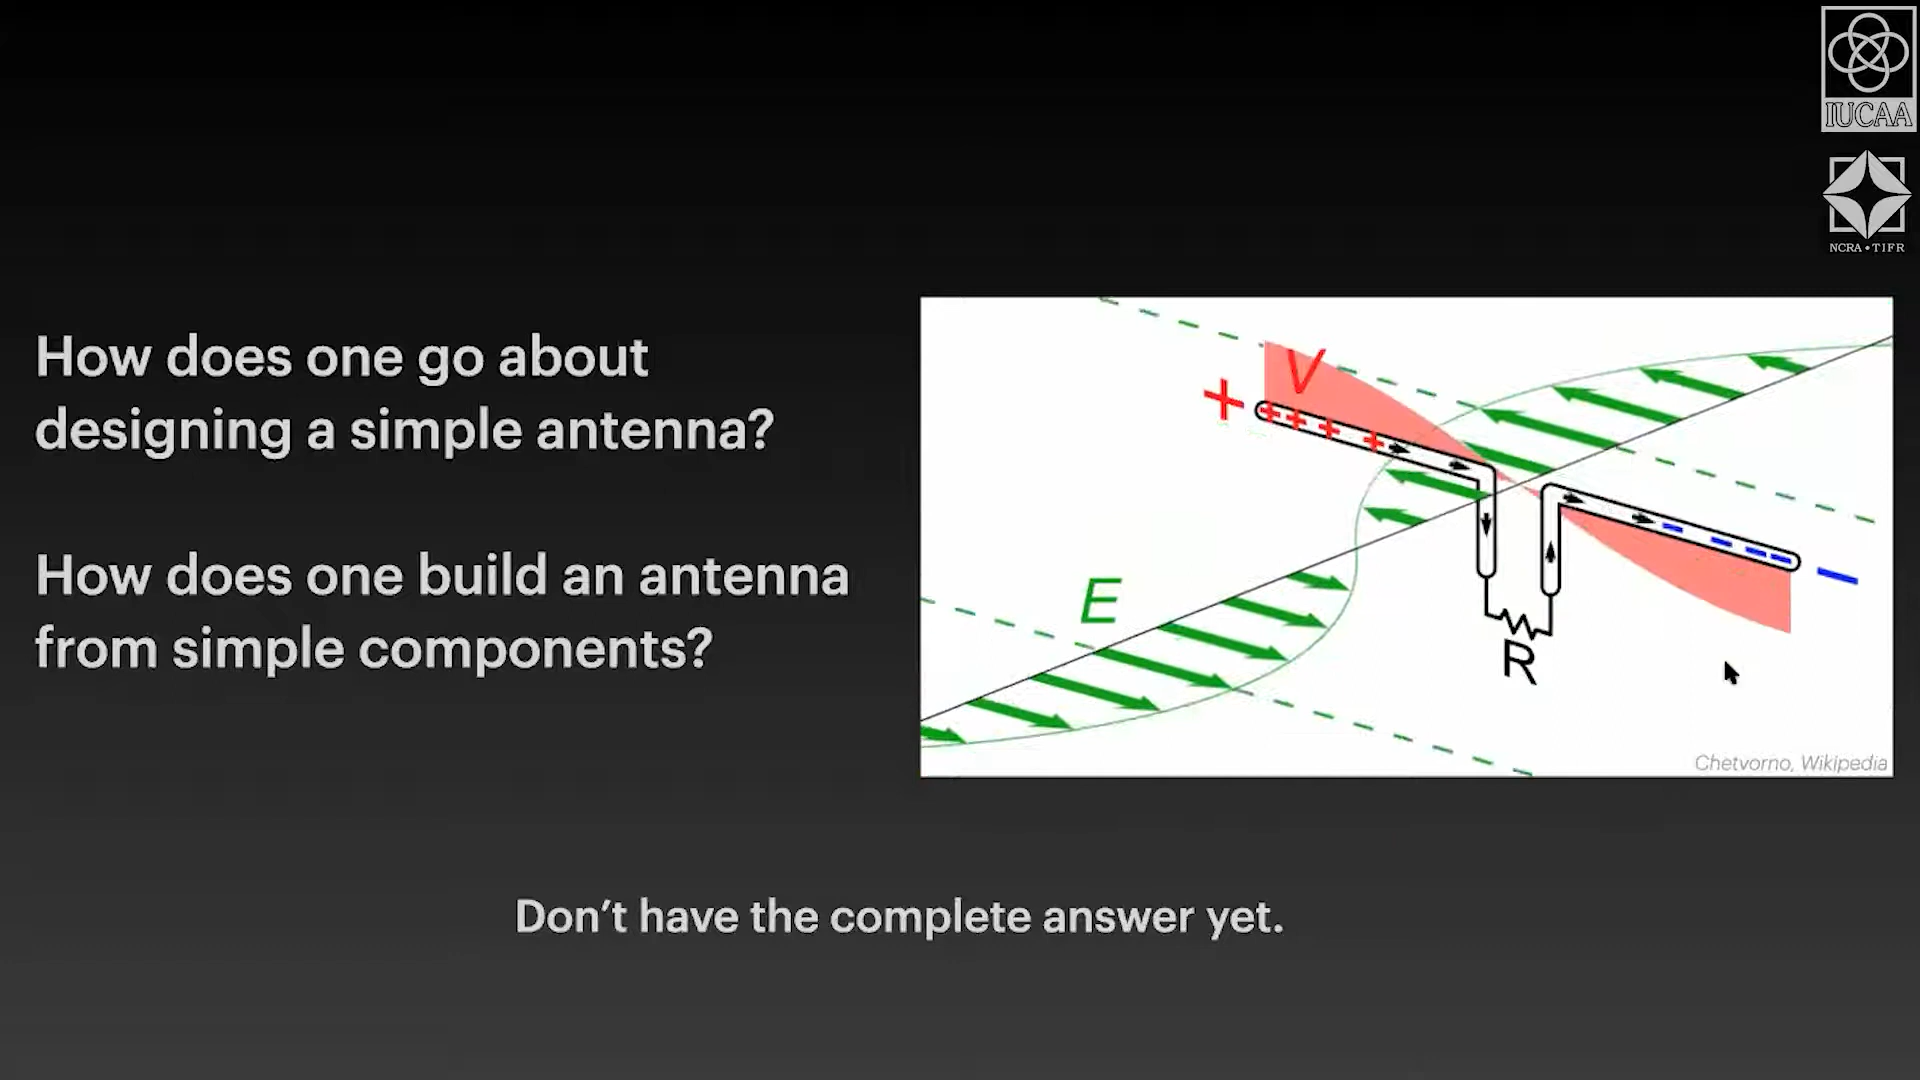 IUCAA
NCRA • TIFR
How does one go about
designing a simple antenna?
How does one build an antenna
from simple components?
V
E
R
Chetvorno, Wikipedia
Don't have the complete answer yet.